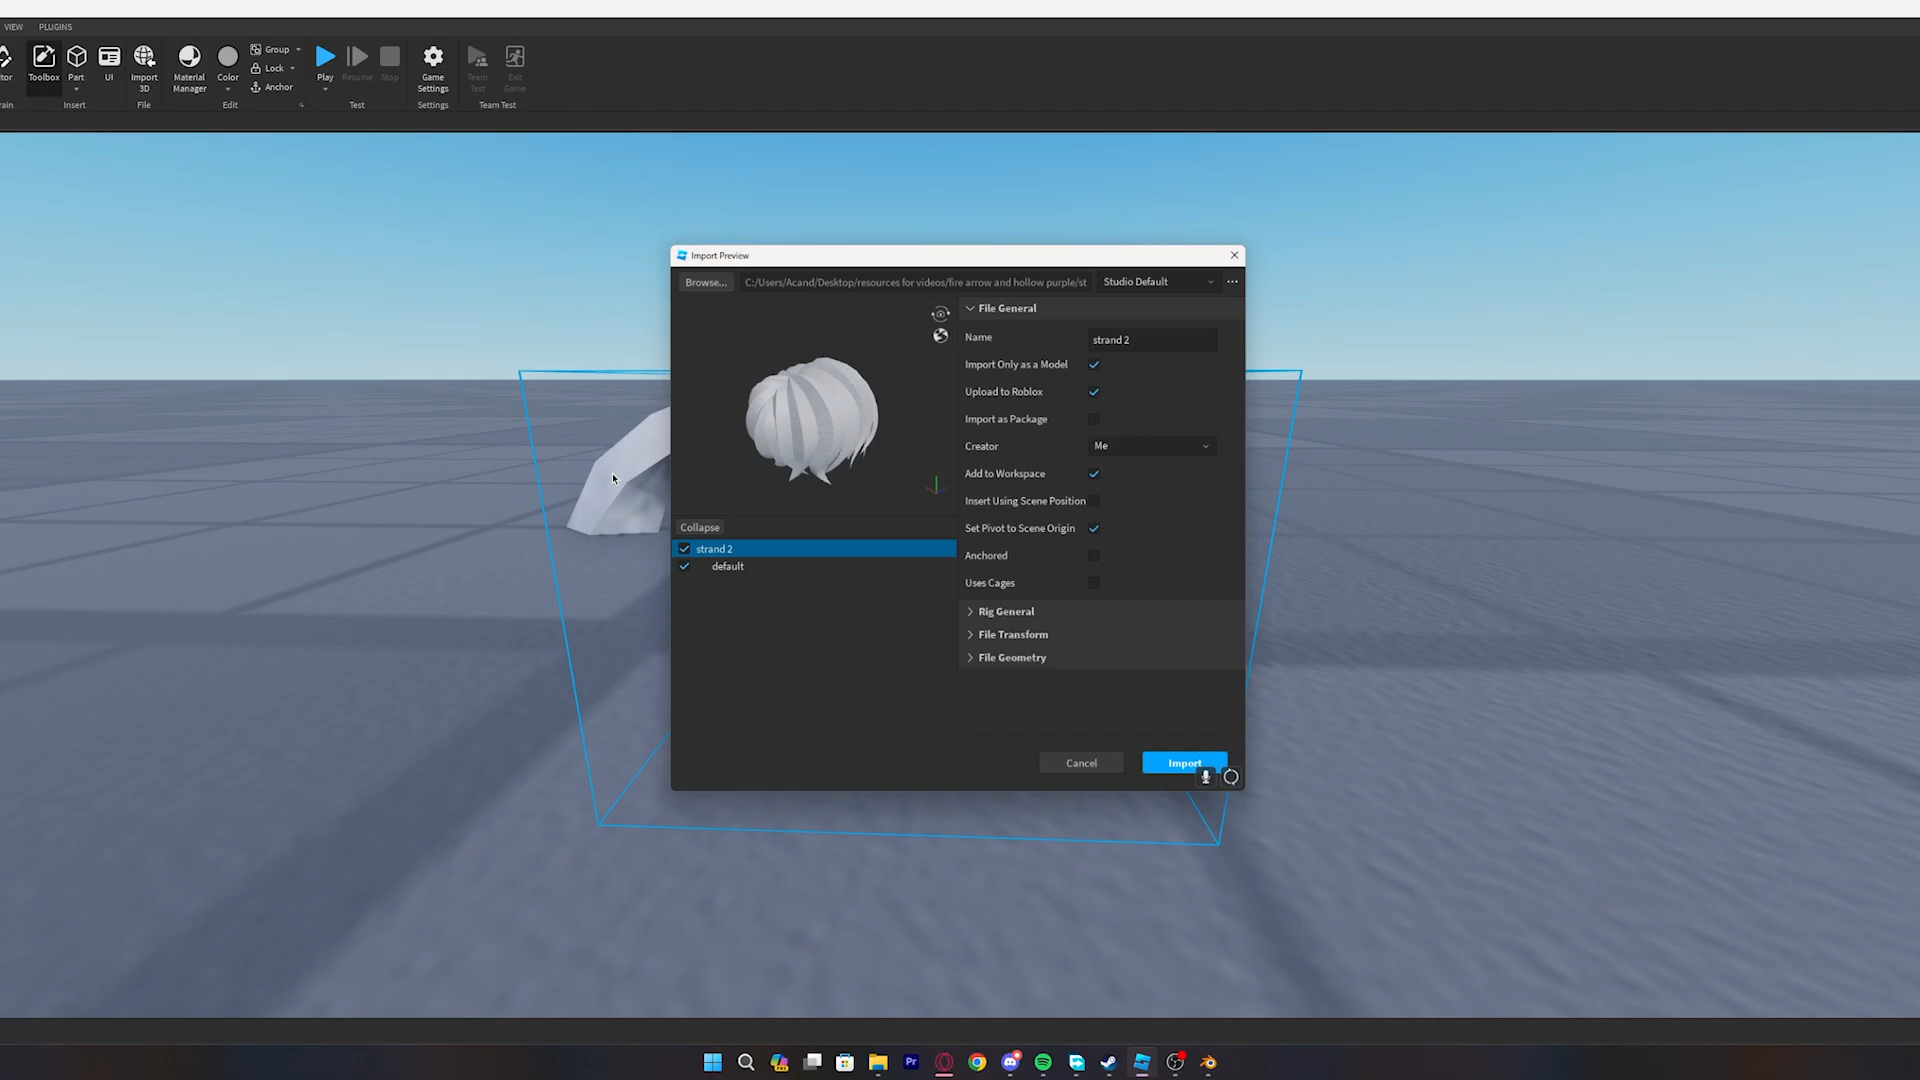 VIEW PLUGINS
Toolbox Part UI Import 3D Material Manager Color Group Lock Anchor Play Resume Stop Game Settings Team Test Exit Game
tor
rain Insert File Edit Test Settings Team Test
Import Preview
Browse... C:/Users/Acand/Desktop/resources for videos/fire arrow and hollow purple/st Studio Default
File General
Name strand 2
Import Only as a Model
Upload to Roblox
Import as Package
Creator Me
Add to Workspace
Insert Using Scene Position
Set Pivot to Scene Origin
Anchored
Uses Cages
Rig General
File Transform
File Geometry
Collapse
strand 2
default
Cancel Import
Pr